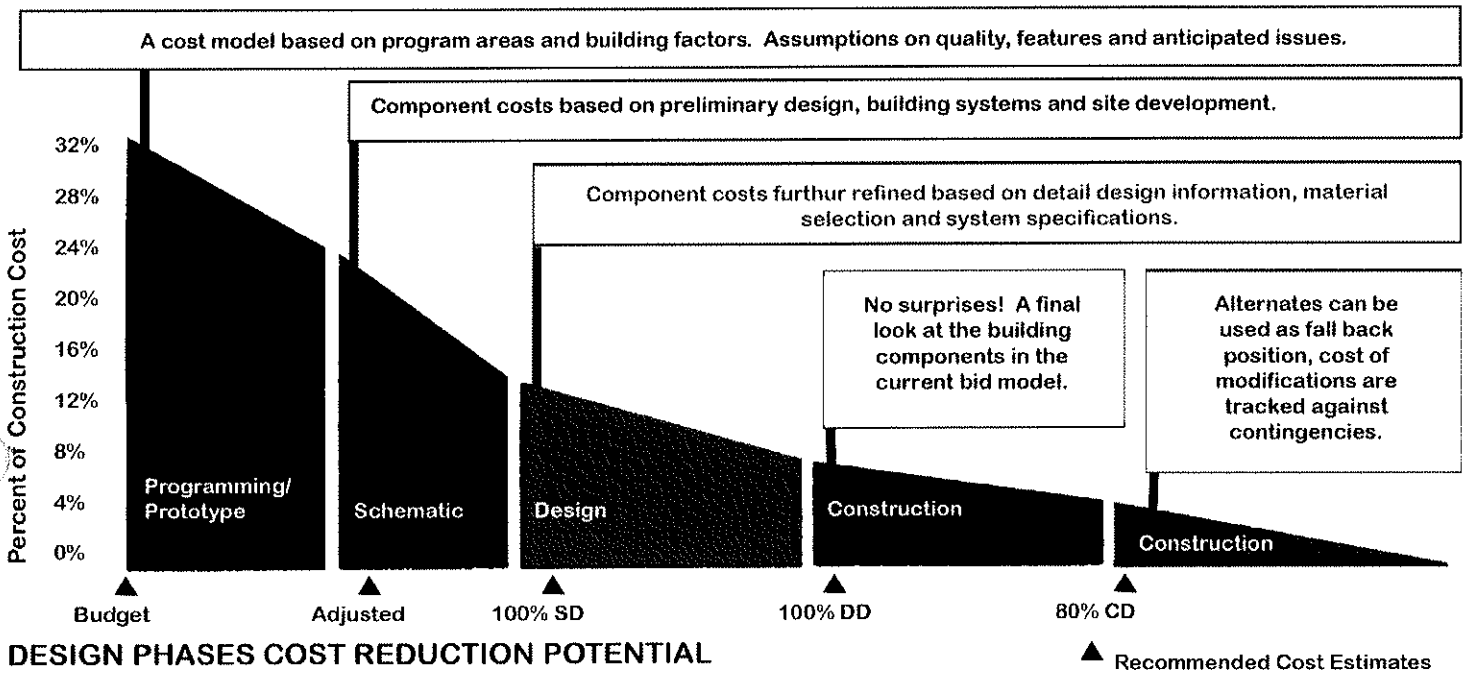 A cost model based on program areas and building factors. Assumptions on quality, features and anticipated issues.
Component costs based on preliminary design, building systems and site development.
Component costs furthur refined based on detail design information, material
selection and system specifications.
No surprises! A final
look at the building
components in the
current bid model.
Alternates can be
used as fall back
position, cost of
modifications are
tracked against
contingencies.
Percent of Construction Cost
32%
28%
24%
20%
16%
12%
8%
4%
0%
Programming/
Prototype
Schematic
Design
Construction
Construction
Budget
Adjusted
100% SD
100% DD
80% CD
DESIGN PHASES COST REDUCTION POTENTIAL
Recommended Cost Estimates